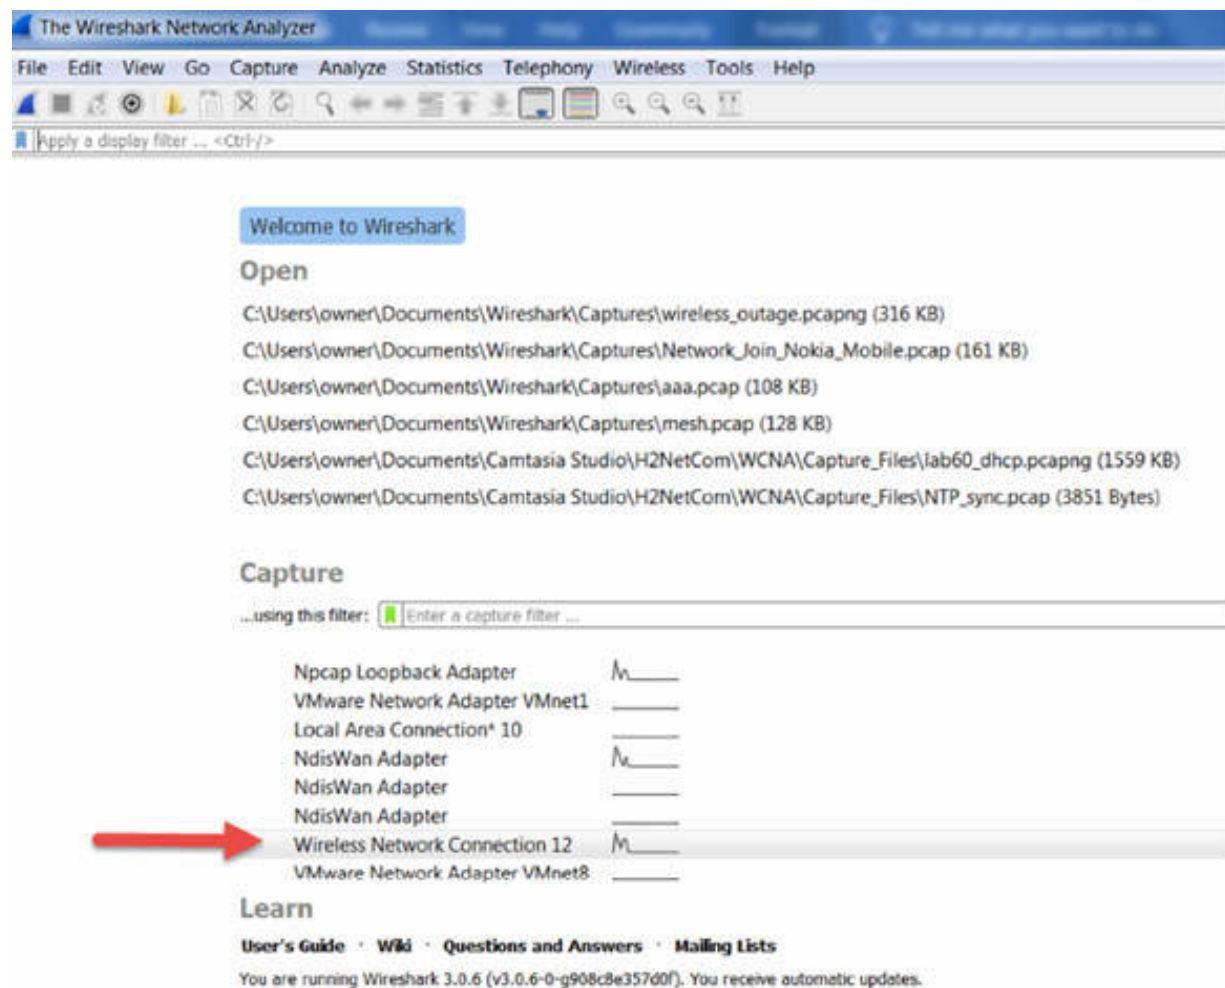 The Wireshark Network Analyzer
File Edit View Go Capture Analyze Statistics Telephony Wireless Tools Help
Apply a display filter ... <Ctrl-/>
Welcome to Wireshark
Open
C:\Users\owner\Documents\Wireshark\Captures\wireless_outage.pcapng (316 KB)
C:\Users\owner\Documents\Wireshark\Captures\Network_Join_Nokia_Mobile.pcap (161 KB)
C:\Users\owner\Documents\Wireshark\Captures\aaa.pcap (108 KB)
C:\Users\owner\Documents\Wireshark\Captures\mesh.pcap (128 KB)
C:\Users\owner\Documents\Camtasia Studio\H2NetCom\WCNA\Capture_Files\lab60_dhcp.pcapng (1559 KB)
C:\Users\owner\Documents\Camtasia Studio\H2NetCom\WCNA\Capture_Files\NTP_sync.pcap (3851 Bytes)
Capture
...using this filter: Enter a capture filter ...
Npcap Loopback Adapter
VMware Network Adapter VMnet1
Local Area Connection* 10
NdisWan Adapter
NdisWan Adapter
NdisWan Adapter
Wireless Network Connection 12
VMware Network Adapter VMnet8
Learn
User's Guide · Wiki · Questions and Answers · Mailing Lists
You are running Wireshark 3.0.6 (v3.0.6-0-g908c8e357d0f). You receive automatic updates.